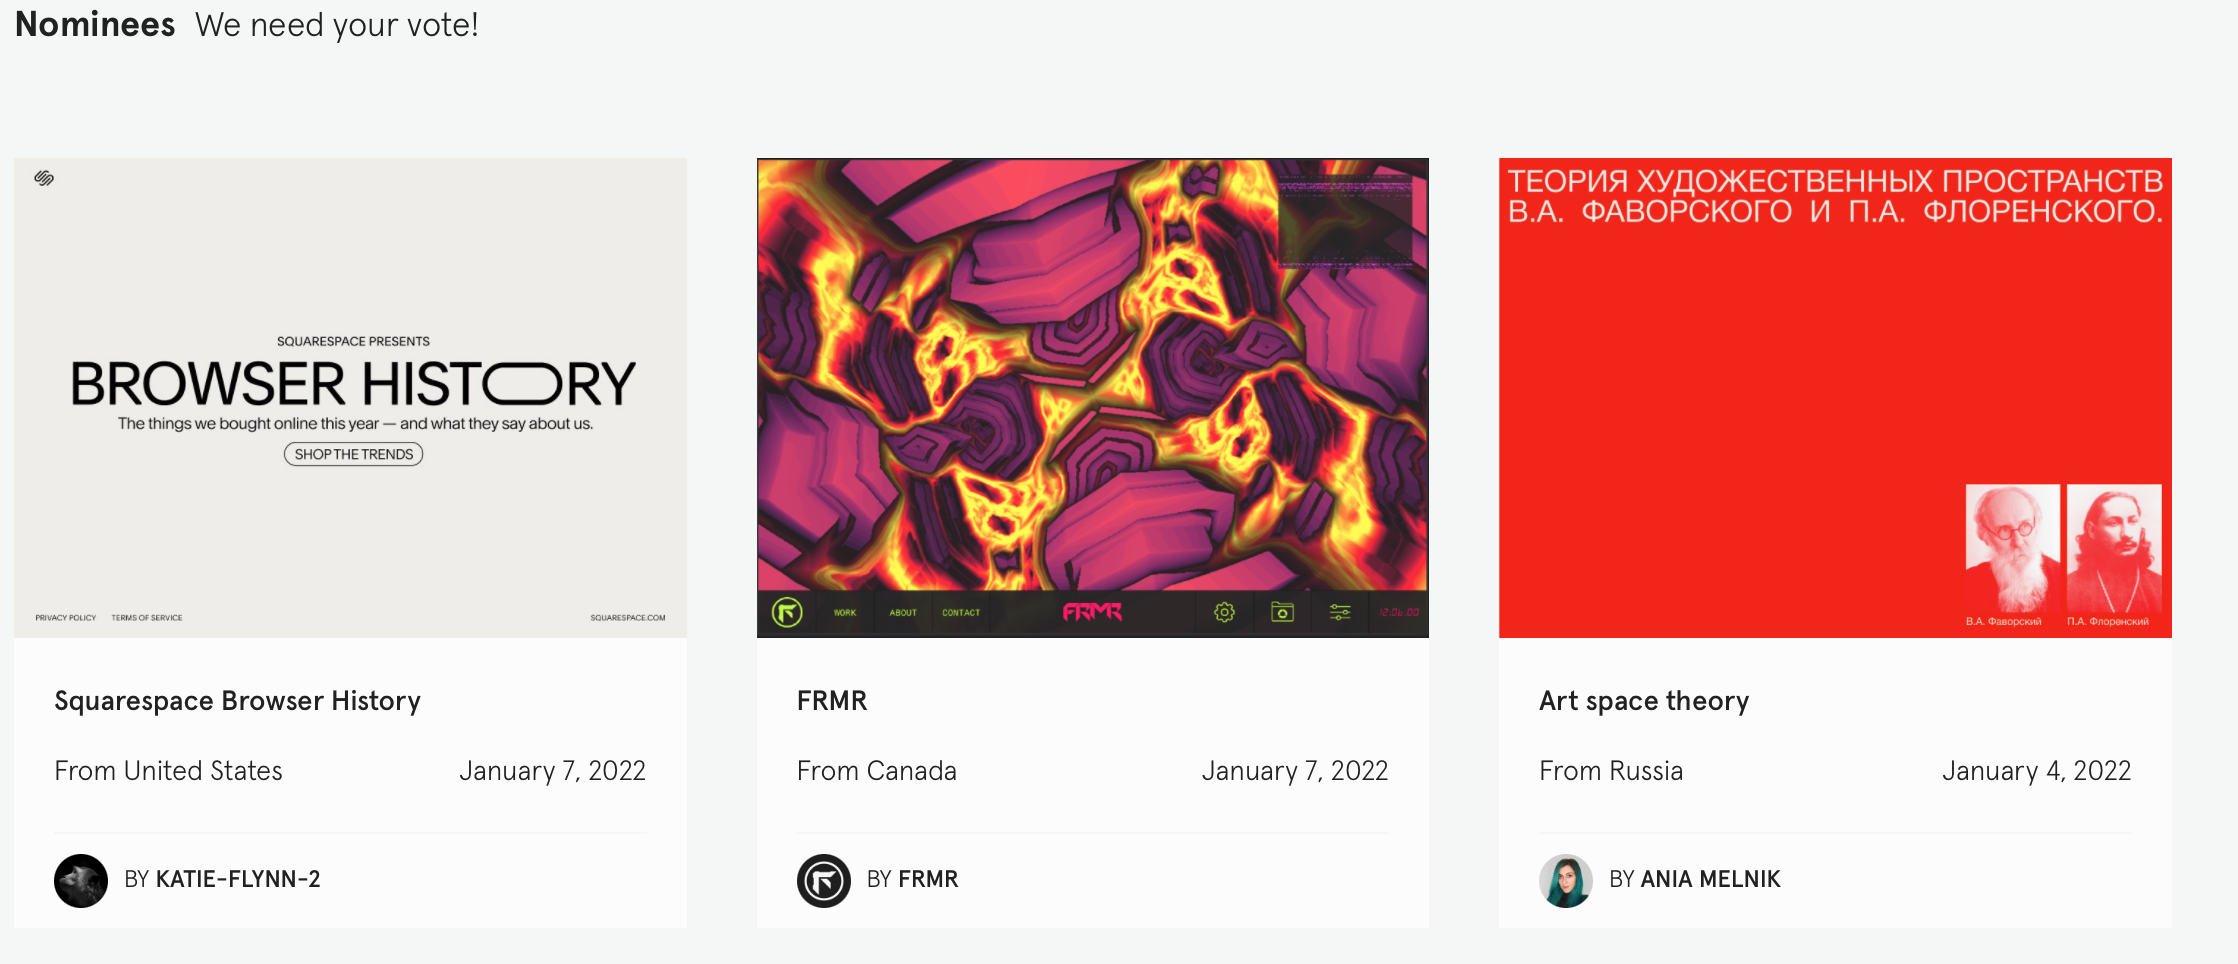 Nominees We need your vote!
SQUARESPACE PRESENTS
BROWSER HISTORY
The things we bought online this year — and what they say about us.
SHOP THE TRENDS
PRIVACY POLICY TERMS OF SERVICE SQUARESPACE.COM
Squarespace Browser History
From United States January 7, 2022
BY KATIE-FLYNN-2
WORK ABOUT CONTACT FRMR 12.06.00
FRMR
From Canada January 7, 2022
BY FRMR
ТЕОРИЯ ХУДОЖЕСТВЕННЫХ ПРОСТРАНСТВ
В.А. ФАВОРСКОГО И П.А. ФЛОРЕНСКОГО.
В.А. Фаворский П.А. Флоренский
Art space theory
From Russia January 4, 2022
BY ANIA MELNIK